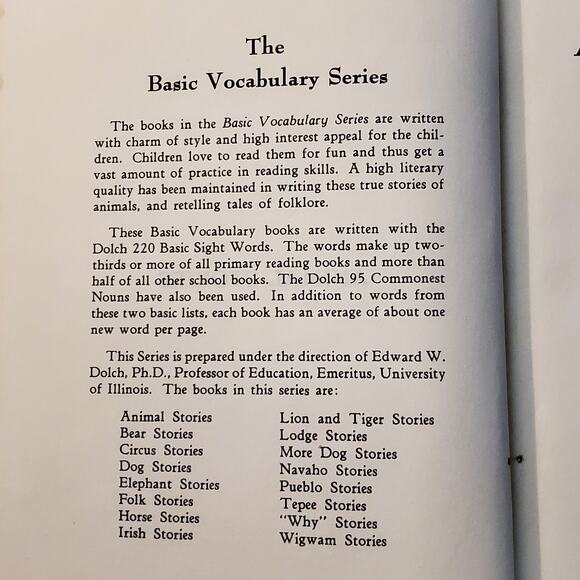 The
Basic Vocabulary Series
The books in the Basic Vocabulary Series are written
with charm of style and high interest appeal for the chil-
dren. Children love to read them for fun and thus get a
vast amount of practice in reading skills. A high literary
quality has been maintained in writing these true stories of
animals, and retelling tales of folklore.
These Basic Vocabulary books are written with the
Dolch 220 Basic Sight Words. The words make up two-
thirds or more of all primary reading books and more than
half of all other school books. The Dolch 95 Commonest
Nouns have also been used. In addition to words from
these two basic lists, each book has an average of about one
new word per page.
This Series is prepared under the direction of Edward W.
Dolch, Ph.D., Professor of Education, Emeritus, University
of Illinois. The books in this series are:
Animal Stories
Bear Stories
Circus Stories
Dog Stories
Elephant Stories
Folk Stories
Horse Stories
Irish Stories
Lion and Tiger Stories
Lodge Stories
More Dog Stories
Navaho Stories
Pueblo Stories
Tepee Stories
"Why" Stories
Wigwam Stories